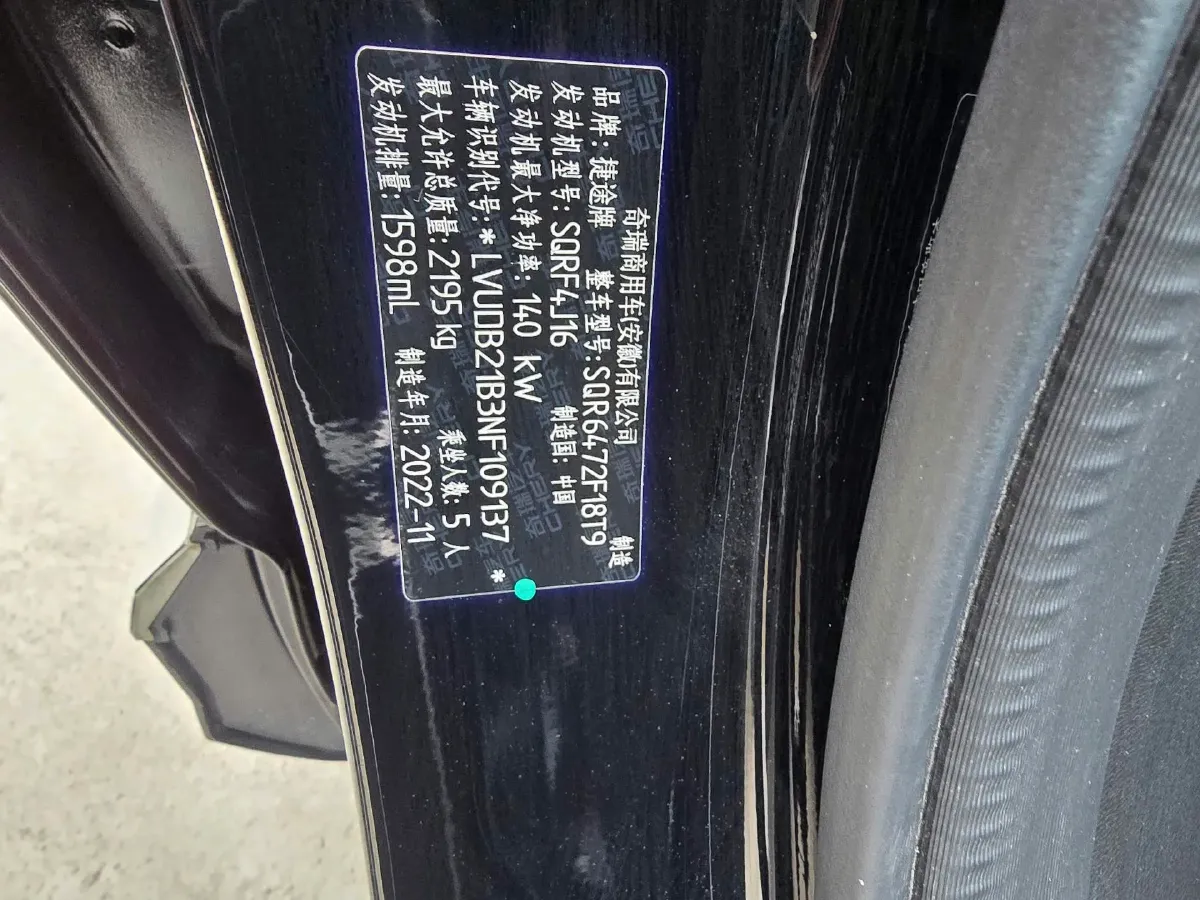 奇瑞商用车(安徽)有限公司 制造
品牌: 捷途牌 整车型号: SQR6472F18T9
发动机型号: SQRF4J16 制造国: 中国
发动机最大净功率: 140 kW
车辆识别代号: * LVUDB21B3NF109137 *
最大允许总质量: 2195 kg 乘坐人数: 5 人
发动机排量: 1598mL 制造年月: 2022-11